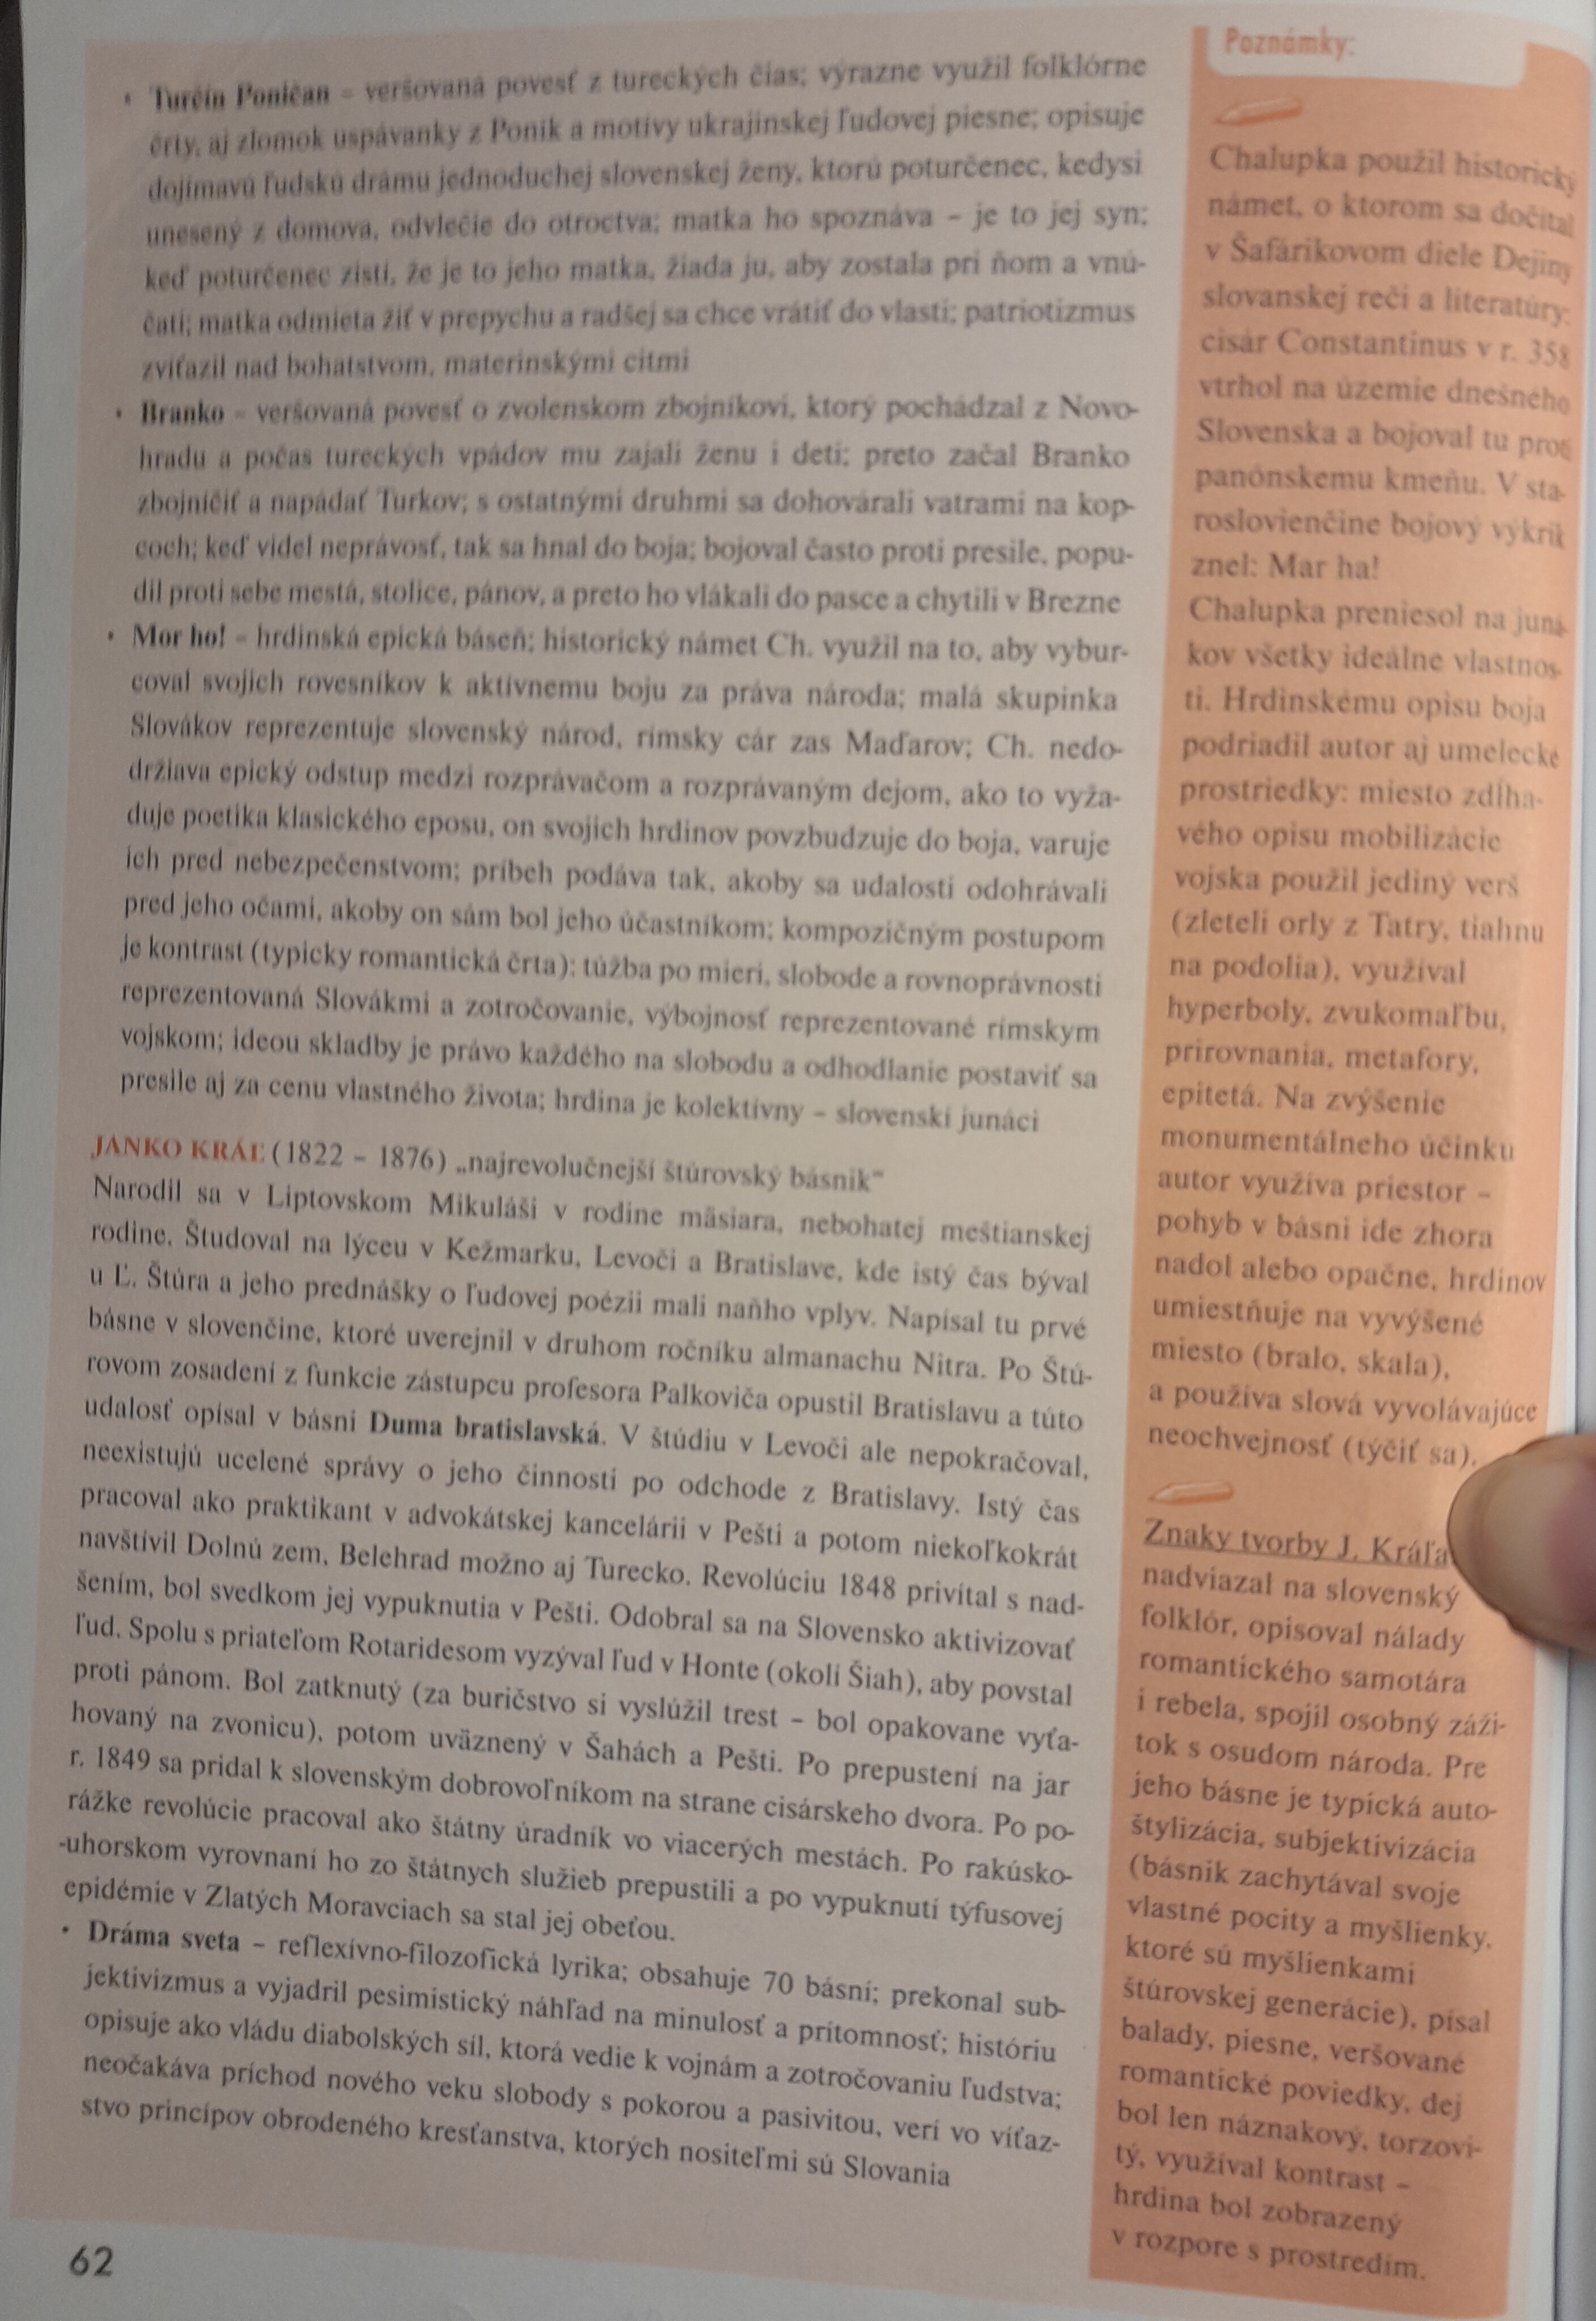 • Turčín Poničan – veršovaná povesť z tureckých čias; výrazne využil folklórne
črty, aj zlomok uspávanky z Poník a motívy ukrajinskej ľudovej piesne; opisuje
dojímavú ľudskú drámu jednoduchej slovenskej ženy, ktorú poturčenec, kedysi
unesený z domova, odvlečie do otroctva; matka ho spoznáva – je to jej syn;
keď poturčenec zistí, že je to jeho matka, žiada ju, aby zostala pri ňom a vnú-
čati; matka odmieta žiť v prepychu a radšej sa chce vrátiť do vlasti; patriotizmus
zvíťazil nad bohatstvom, materinskými citmi
• Branko – veršovaná povesť o zvolenskom zbojníkovi, ktorý pochádzal z Novo-
hradu a počas tureckých vpádov mu zajali ženu i deti; preto začal Branko
zbojníčiť a napádať Turkov; s ostatnými druhmi sa dohovárali vatrami na kop-
coch; keď videl neprávosť, tak sa hnal do boja; bojoval často proti presile, popu-
dil proti sebe mestá, stolice, pánov, a preto ho vlákali do pasce a chytili v Brezne
• Mor ho! – hrdinská epická báseň; historický námet Ch. využil na to, aby vybur-
coval svojich rovesníkov k aktívnemu boju za práva národa; malá skupinka
Slovákov reprezentuje slovenský národ, rímsky cár zas Maďarov; Ch. nedo-
držiava epický odstup medzi rozprávačom a rozprávaným dejom, ako to vyža-
duje poetika klasického eposu, on svojich hrdinov povzbudzuje do boja, varuje
ich pred nebezpečenstvom; príbeh podáva tak, akoby sa udalosti odohrávali
pred jeho očami, akoby on sám bol jeho účastníkom; kompozičným postupom
je kontrast (typicky romantická črta): túžba po mieri, slobode a rovnoprávnosti
reprezentovaná Slovákmi a zotročovanie, výbojnosť reprezentované rímskym
vojskom; ideou skladby je právo každého na slobodu a odhodlanie postaviť sa
presile aj za cenu vlastného života; hrdina je kolektívny – slovenskí junáci
JANKO KRÁĽ (1822 – 1876) „najrevolučnejší štúrovský básnik“
Narodil sa v Liptovskom Mikuláši v rodine mäsiara, nebohatej meštianskej
rodine. Študoval na lýceu v Kežmarku, Levoči a Bratislave, kde istý čas býval
u Ľ. Štúra a jeho prednášky o ľudovej poézii mali naňho vplyv. Napísal tu prvé
básne v slovenčine, ktoré uverejnil v druhom ročníku almanachu Nitra. Po Štú-
rovom zosadení z funkcie zástupcu profesora Palkoviča opustil Bratislavu a túto
udalosť opísal v básni Duma bratislavská. V štúdiu v Levoči ale nepokračoval,
neexistujú ucelené správy o jeho činnosti po odchode z Bratislavy. Istý čas
pracoval ako praktikant v advokátskej kancelárii v Pešti a potom niekoľkokrát
navštívil Dolnú zem, Belehrad možno aj Turecko. Revolúciu 1848 privítal s nad-
šením, bol svedkom jej vypuknutia v Pešti. Odobral sa na Slovensko aktivizovať
ľud. Spolu s priateľom Rotaridesom vyzýval ľud v Honte (okolí Šiah), aby povstal
proti pánom. Bol zatknutý (za buričstvo si vyslúžil trest – bol opakovane vyťa-
hovaný na zvonicu), potom uväznený v Šahách a Pešti. Po prepustení na jar
r. 1849 sa pridal k slovenským dobrovoľníkom na strane cisárskeho dvora. Po po-
rážke revolúcie pracoval ako štátny úradník vo viacerých mestách. Po rakúsko-
-uhorskom vyrovnaní ho zo štátnych služieb prepustili a po vypuknutí týfusovej
epidémie v Zlatých Moravciach sa stal jej obeťou.
• Dráma sveta – reflexívno-filozofická lyrika; obsahuje 70 básní; prekonal sub-
jektivizmus a vyjadril pesimistický náhľad na minulosť a prítomnosť; históriu
opisuje ako vládu diabolských síl, ktorá vedie k vojnám a zotročovaniu ľudstva;
neočakáva príchod nového veku slobody s pokorou a pasivitou, verí vo víťaz-
stvo princípov obrodeného kresťanstva, ktorých nositeľmi sú Slovania
62
Poznámky:
Chalupka použil historický
námet, o ktorom sa dočítal
v Šafárikovom diele Dejiny
slovanskej reči a literatúry:
cisár Constantinus v r. 358
vtrhol na územie dnešného
Slovenska a bojoval tu proti
panónskemu kmeňu. V sta-
roslovienčine bojový výkrik
znel: Mar ha!
Chalupka preniesol na juná-
kov všetky ideálne vlastnos-
ti. Hrdinskému opisu boja
podriadil autor aj umelecké
prostriedky: miesto zdĺha-
vého opisu mobilizácie
vojska použil jediný verš
(zleteli orly z Tatry, tiahnu
na podolia), využíval
hyperboly, zvukomaľbu,
prirovnania, metafory,
epitetá. Na zvýšenie
monumentálneho účinku
autor využíva priestor –
pohyb v básni ide zhora
nadol alebo opačne, hrdinov
umiestňuje na vyvýšené
miesto (bralo, skala),
a používa slová vyvolávajúce
neochvejnosť (týčiť sa).
Znaky tvorby J. Kráľa
nadviazal na slovenský
folklór, opisoval nálady
romantického samotára
i rebela, spojil osobný záži-
tok s osudom národa. Pre
jeho básne je typická auto-
štylizácia, subjektivizácia
(básnik zachytával svoje
vlastné pocity a myšlienky,
ktoré sú myšlienkami
štúrovskej generácie), písal
balady, piesne, veršované
romantické poviedky, dej
bol len náznakový, torzovi-
tý, využíval kontrast –
hrdina bol zobrazený
v rozpore s prostredím.